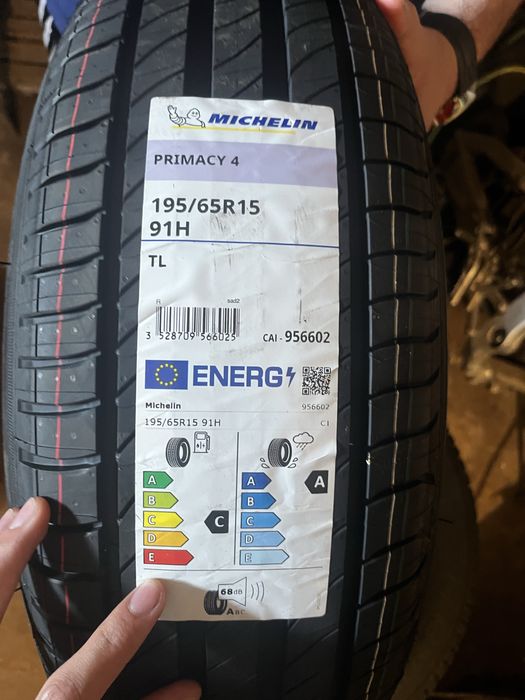 MICHELIN
PRIMACY 4
195/65R15
91H
TL
R sad2
3 528709 566025 CAI - 956602
ENERG
Michelin 956602
195/65R15 91H C1
A A
B B
C C
D D
E E
A
C
68dB
ABC